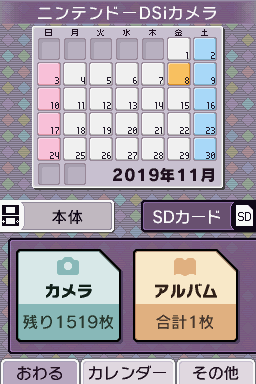 ニンテンドーDSiカメラ
日 月 火 水 木 金 土
1 2
3 4 5 6 7 8 9
10 11 12 13 14 15 16
17 18 19 20 21 22 23
24 25 26 27 28 29 30
2019年11月
本体 SDカード SD
カメラ アルバム
残り1519枚 合計1枚
おわる カレンダー その他